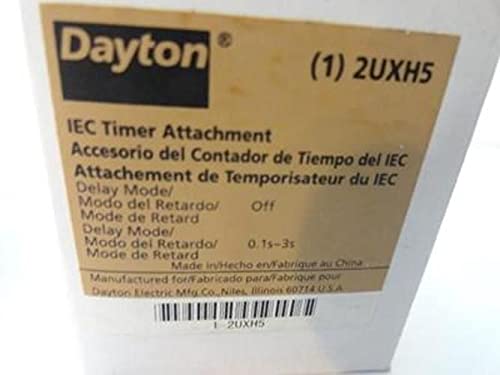 Dayton® (1) 2UXH5
IEC Timer Attachment
Accesorio del Contador de Tiempo del IEC
Attachement de Temporisateur du IEC
Delay Mode/
Modo del Retardo/ Off
Mode de Retard
Delay Mode/
Modo del Retardo/ 0.1s-3s
Mode de Retard
Made in/Hecho en/Fabrique au China
Manufactured for/Fabricado para/Fabrique pour
Dayton Electric Mfg Co., Niles, Illinois 60714 U.S.A
1 2UXH5